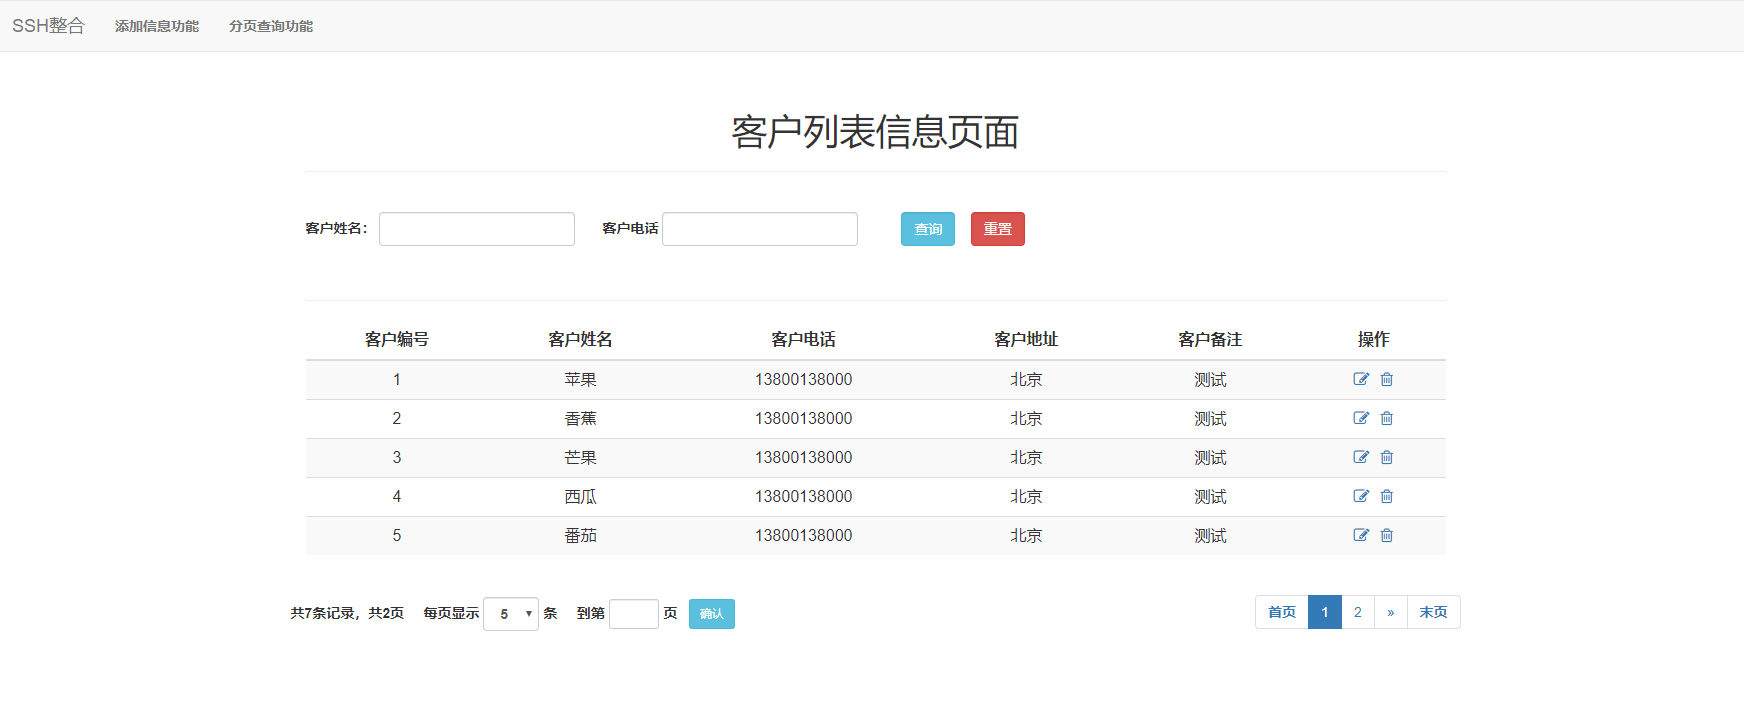 SSH整合 添加信息功能 分页查询功能
客户列表信息页面
客户姓名： 客户电话 查询 重置
客户编号 客户姓名 客户电话 客户地址 客户备注 操作
1 苹果 13800138000 北京 测试
2 香蕉 13800138000 北京 测试
3 芒果 13800138000 北京 测试
4 西瓜 13800138000 北京 测试
5 番茄 13800138000 北京 测试
共7条记录，共2页 每页显示 5 条 到第 页 确认 首页 1 2 » 末页